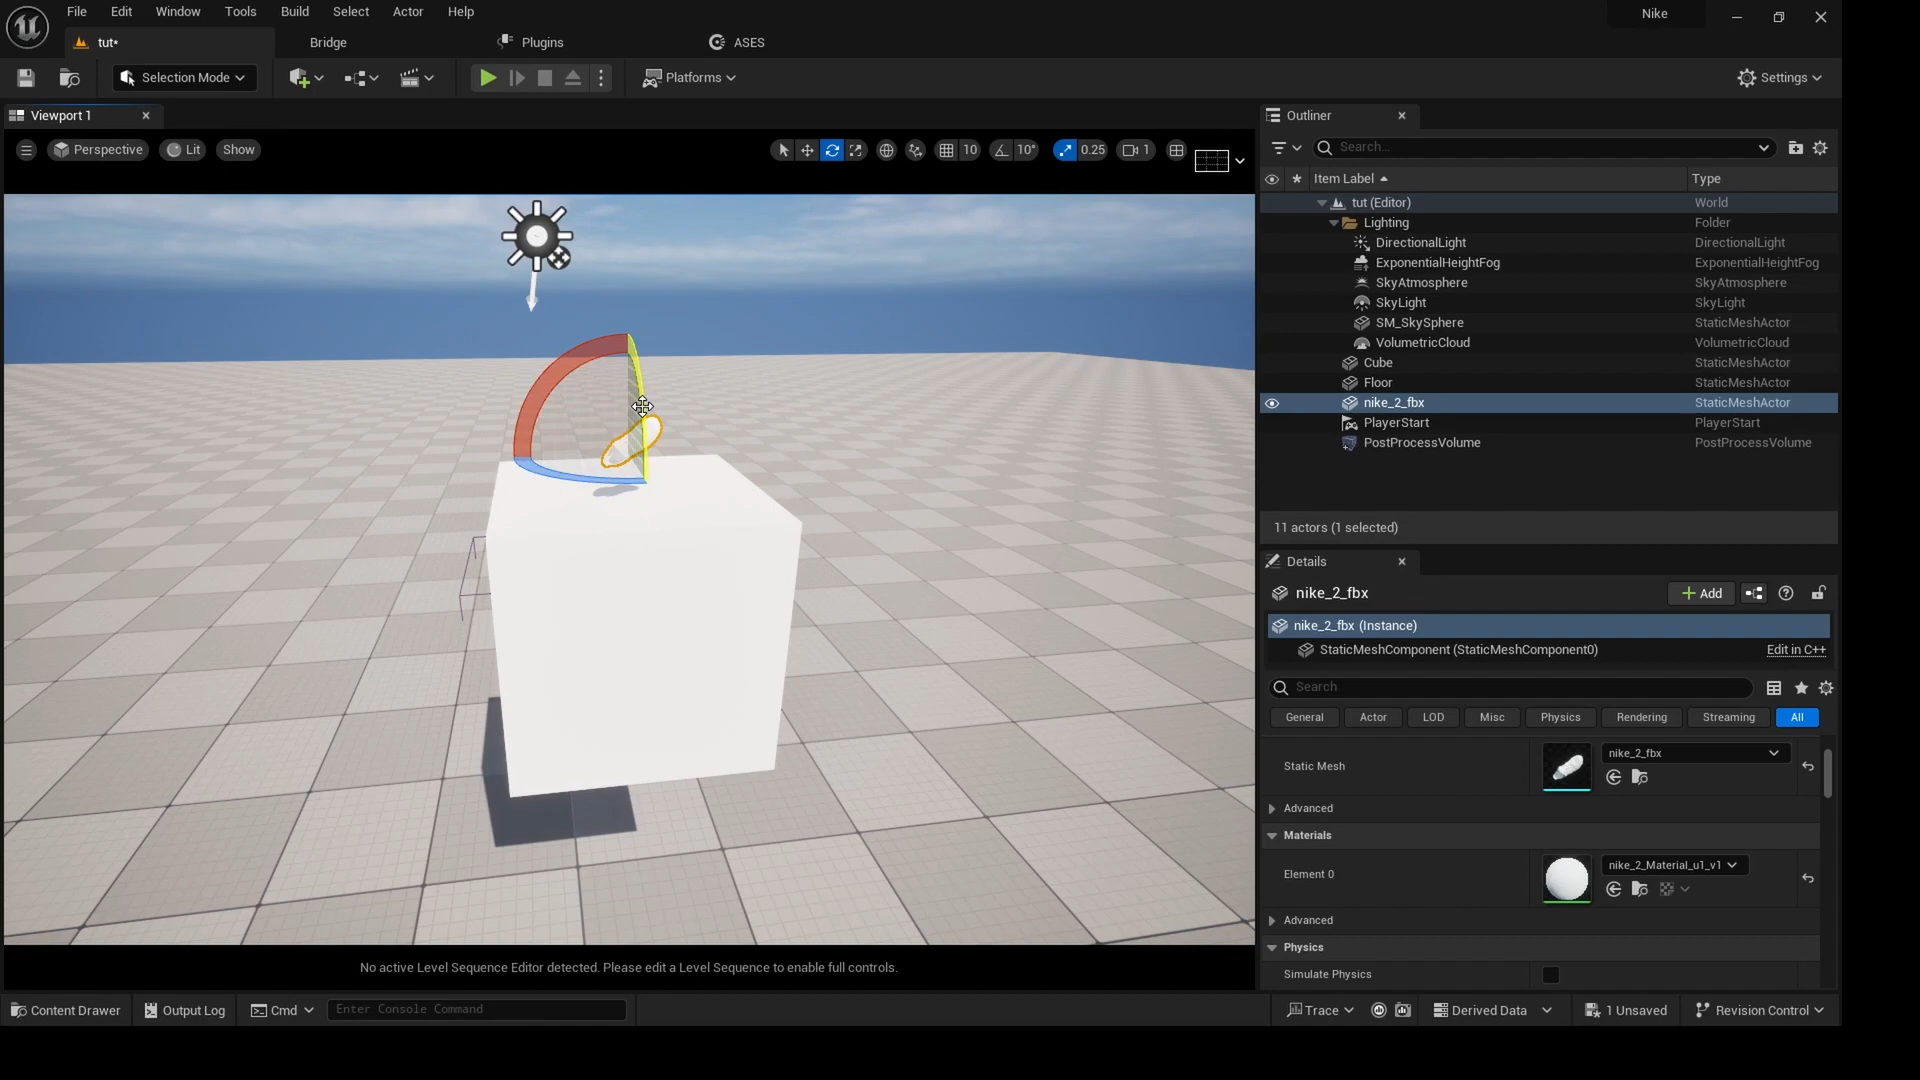 File Edit Window Tools Build Select Actor Help
Nike
tut*
Bridge
Plugins
ASES
Selection Mode
Platforms
Settings
Viewport 1
Perspective
Lit
Show
10
10°
0.25
1
Outliner
Search...
Item Label
Type
tut (Editor)
World
Lighting
Folder
DirectionalLight
DirectionalLight
ExponentialHeightFog
ExponentialHeightFog
SkyAtmosphere
SkyAtmosphere
SkyLight
SkyLight
SM_SkySphere
StaticMeshActor
VolumetricCloud
VolumetricCloud
Cube
StaticMeshActor
Floor
StaticMeshActor
nike_2_fbx
StaticMeshActor
PlayerStart
PlayerStart
PostProcessVolume
PostProcessVolume
11 actors (1 selected)
Details
nike_2_fbx
Add
nike_2_fbx (Instance)
StaticMeshComponent (StaticMeshComponent0)
Edit in C++
Search
General
Actor
LOD
Misc
Physics
Rendering
Streaming
All
Static Mesh
nike_2_fbx
Advanced
Materials
Element 0
nike_2_Material_u1_v1
Advanced
Physics
Simulate Physics
No active Level Sequence Editor detected. Please edit a Level Sequence to enable full controls.
Content Drawer
Output Log
Cmd
Enter Console Command
Trace
Derived Data
1 Unsaved
Revision Control